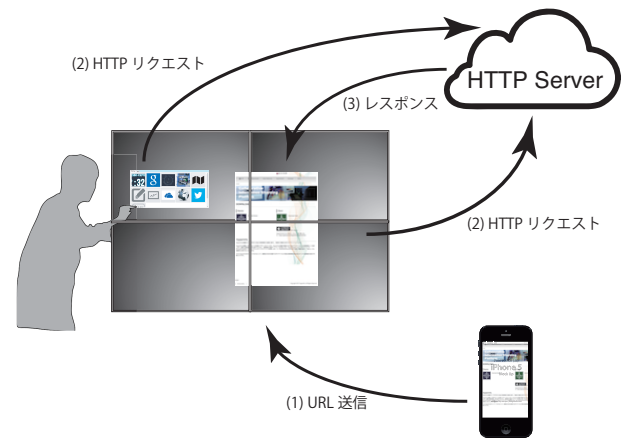 (2) HTTP リクエスト
HTTP Server
(3) レスポンス
(2) HTTP リクエスト
(1) URL 送信
iPhone5